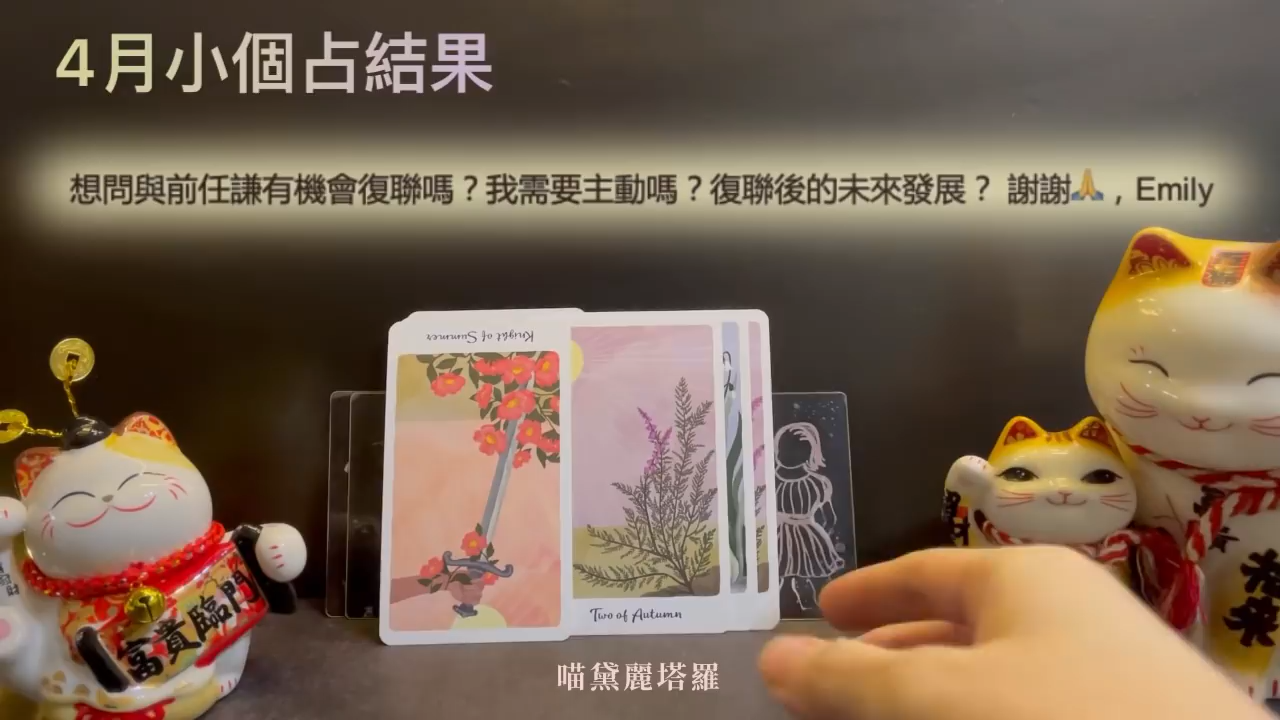 4月小個占結果
想問與前任謙有機會復聯嗎？我需要主動嗎？復聯後的未來發展？ 謝謝🙏，Emily
Knight of Summer
Two of Autumn
富貴臨門
喵黛麗塔羅